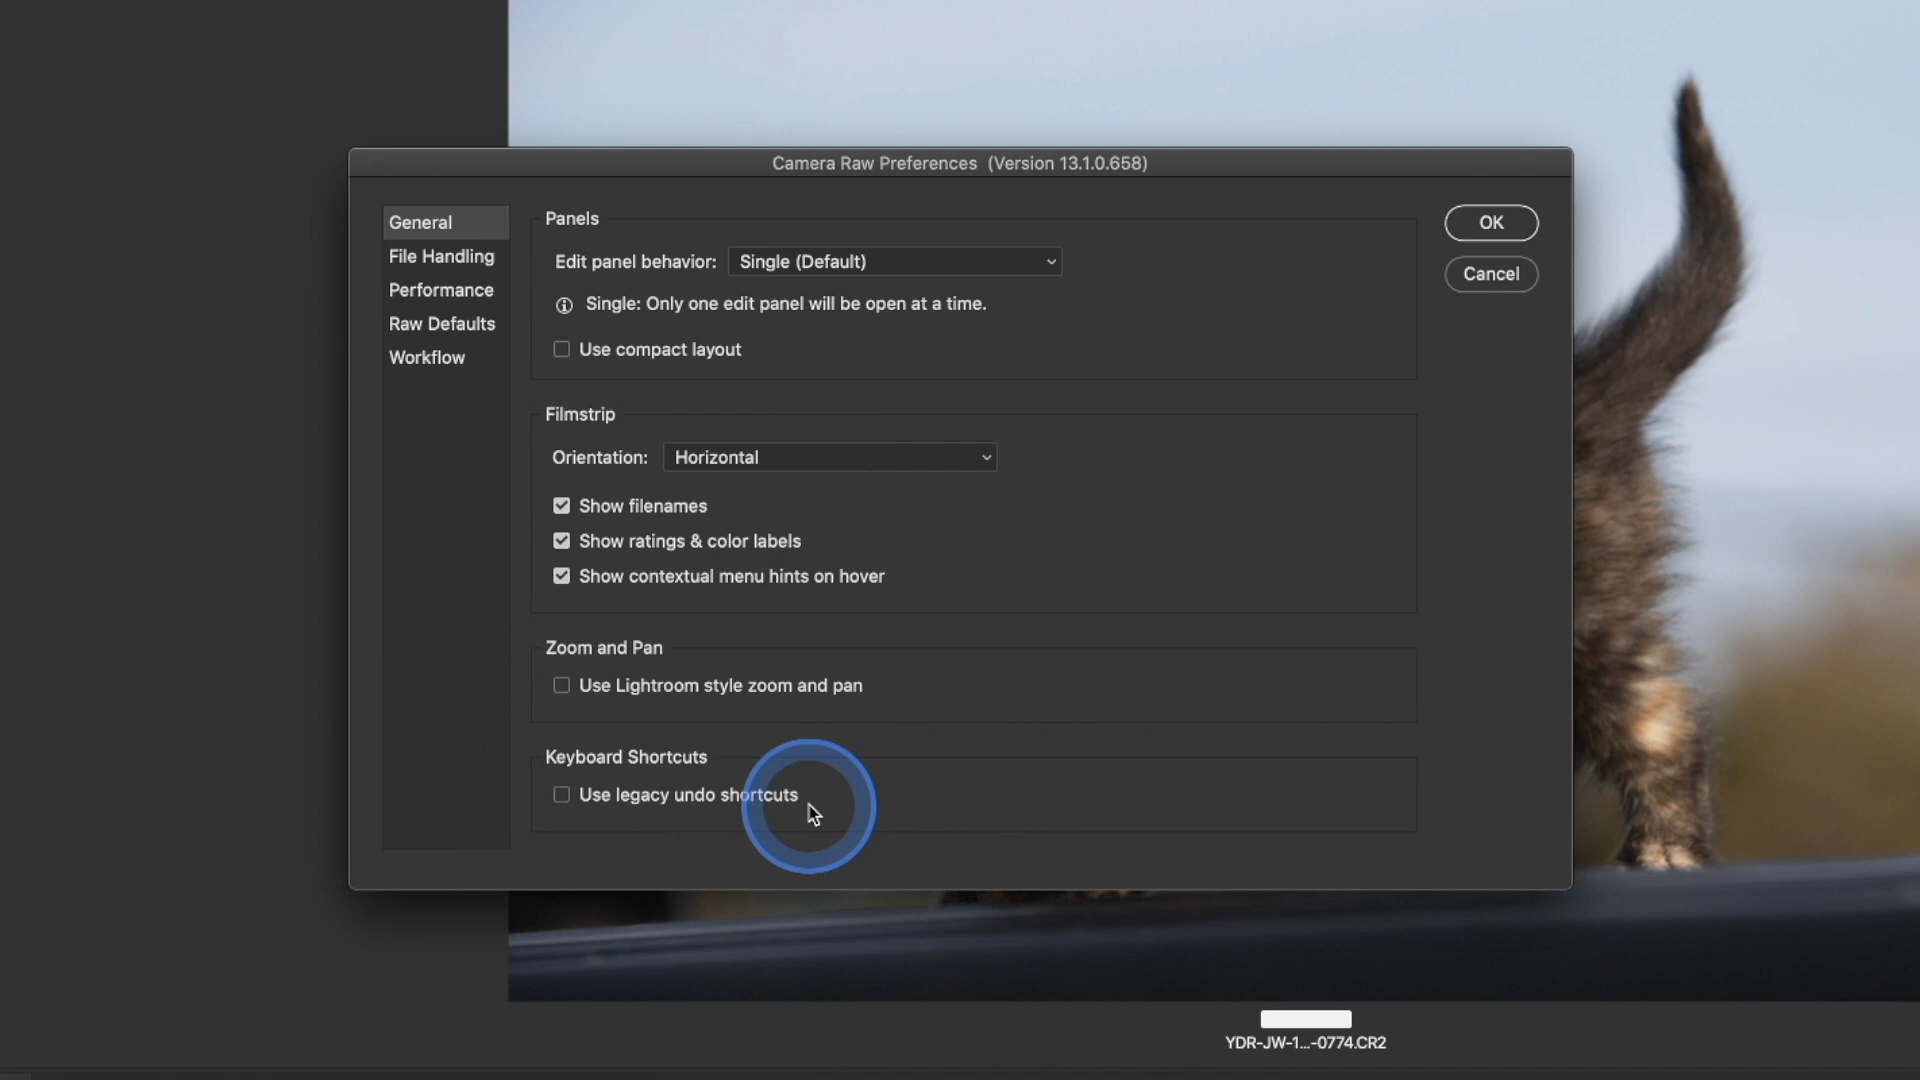 Camera Raw Preferences (Version 13.1.0.658)
General
File Handling
Performance
Raw Defaults
Workflow
Panels
Edit panel behavior: Single (Default)
Single: Only one edit panel will be open at a time.
Use compact layout
Filmstrip
Orientation: Horizontal
Show filenames
Show ratings & color labels
Show contextual menu hints on hover
Zoom and Pan
Use Lightroom style zoom and pan
Keyboard Shortcuts
Use legacy undo shortcuts
OK
Cancel
YDR-JW-1...-0774.CR2